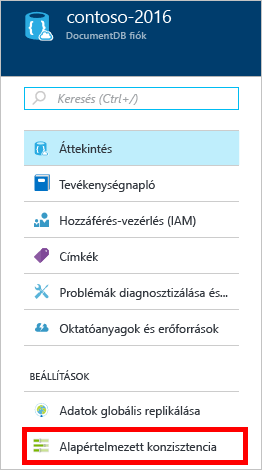 contoso-2016
DocumentDB fiók
Keresés (Ctrl+/)
Áttekintés
Tevékenységnapló
Hozzáférés-vezérlés (IAM)
Címkék
Problémák diagnosztizálása és...
Oktatóanyagok és erőforrások
BEÁLLÍTÁSOK
Adatok globális replikálása
Alapértelmezett konzisztencia